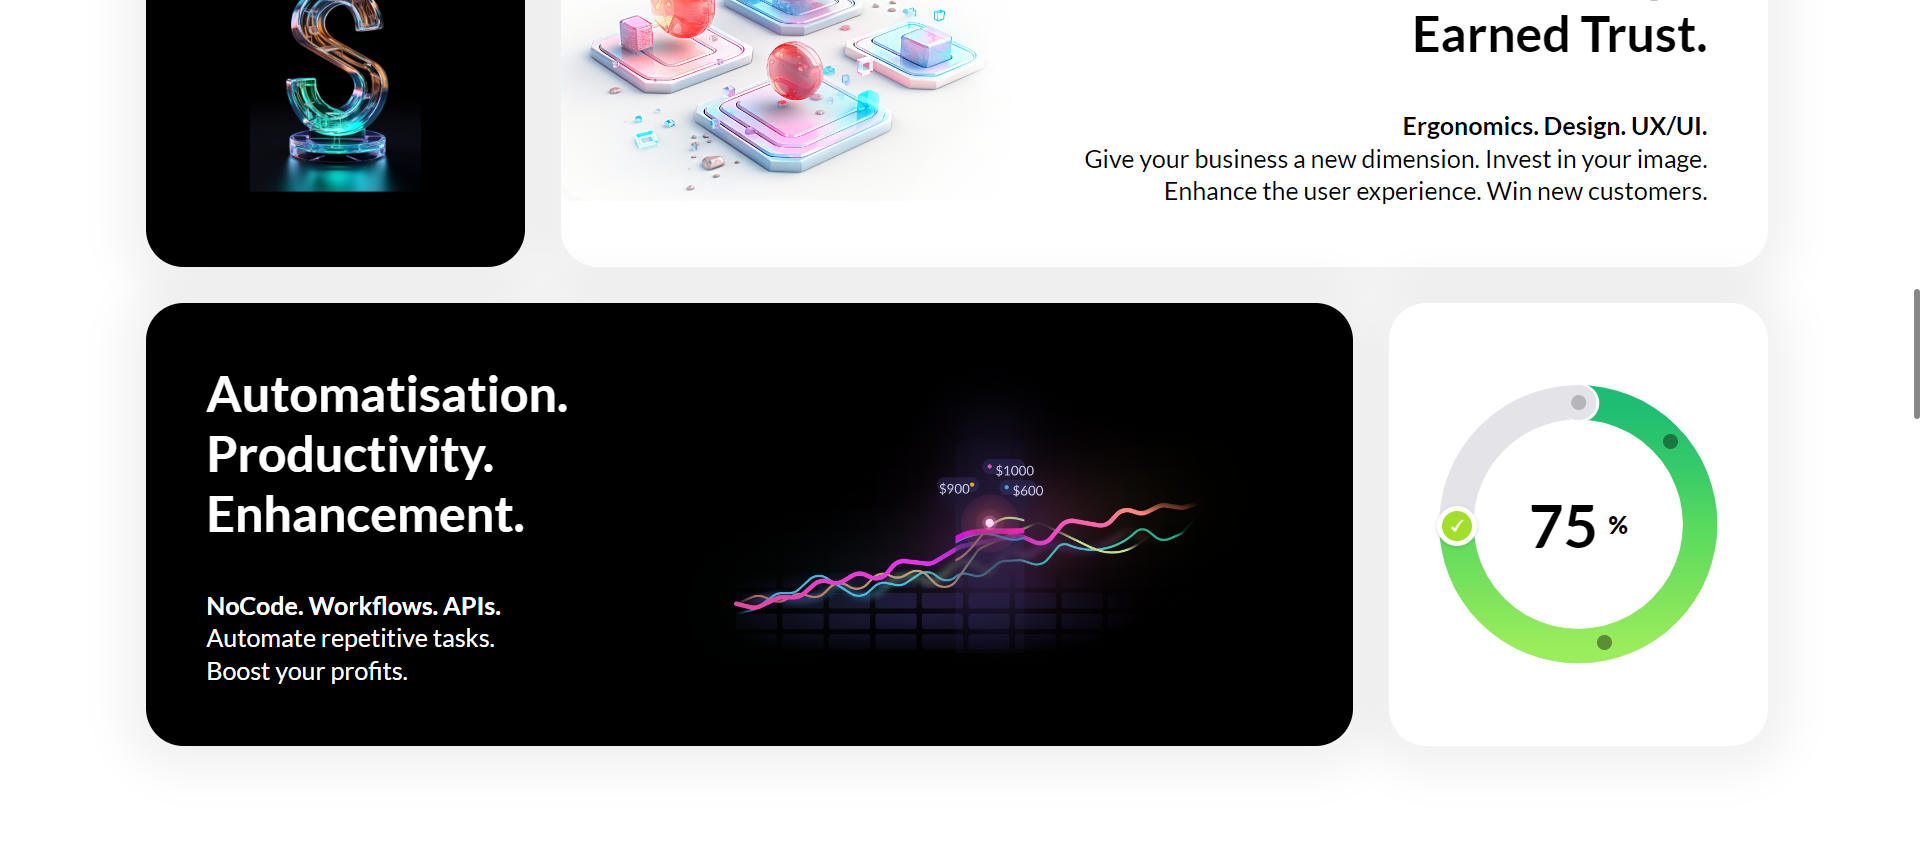 S
Earned Trust.
Ergonomics. Design. UX/UI.
Give your business a new dimension. Invest in your image.
Enhance the user experience. Win new customers.
Automatisation.
Productivity.
Enhancement.
NoCode. Workflows. APIs.
Automate repetitive tasks.
Boost your profits.
$1000
$900
$600
75 %